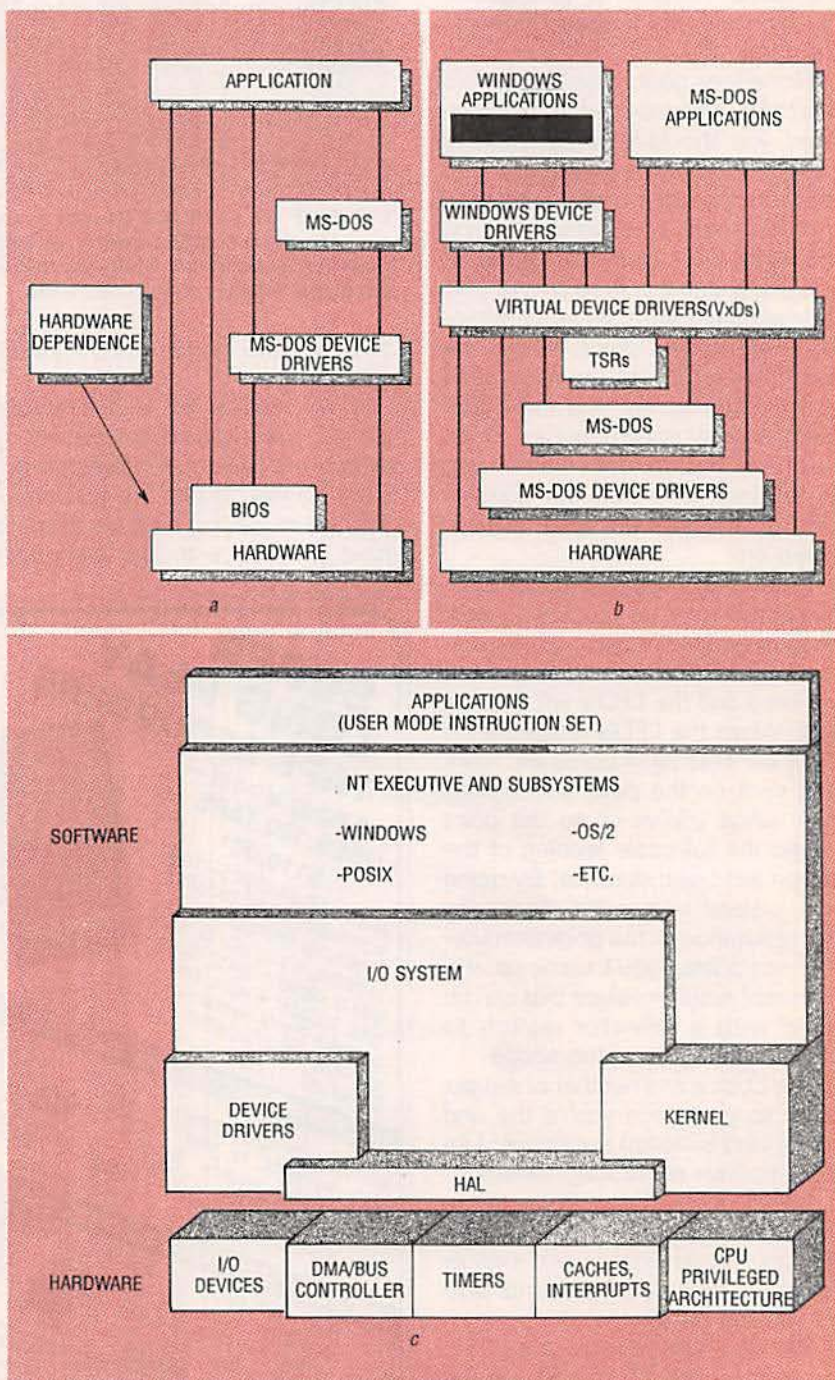 APPLICATION
MS-DOS
HARDWARE
DEPENDENCE
MS-DOS DEVICE
DRIVERS
BIOS
HARDWARE
a
WINDOWS
APPLICATIONS
MS-DOS
APPLICATIONS
WINDOWS DEVICE
DRIVERS
VIRTUAL DEVICE DRIVERS(VxDs)
TSRs
MS-DOS
MS-DOS DEVICE DRIVERS
HARDWARE
b
APPLICATIONS
(USER MODE INSTRUCTION SET)
SOFTWARE
NT EXECUTIVE AND SUBSYSTEMS
-WINDOWS -OS/2
-POSIX -ETC.
I/O SYSTEM
DEVICE
DRIVERS
KERNEL
HAL
HARDWARE
I/O
DEVICES
DMA/BUS
CONTROLLER
TIMERS
CACHES,
INTERRUPTS
CPU
PRIVILEGED
ARCHITECTURE
c